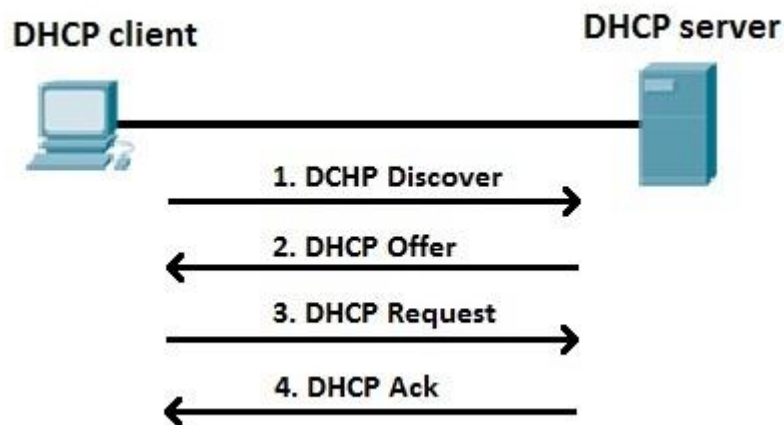 DHCP client
DHCP server
1. DCHP Discover
2. DHCP Offer
3. DHCP Request
4. DHCP Ack